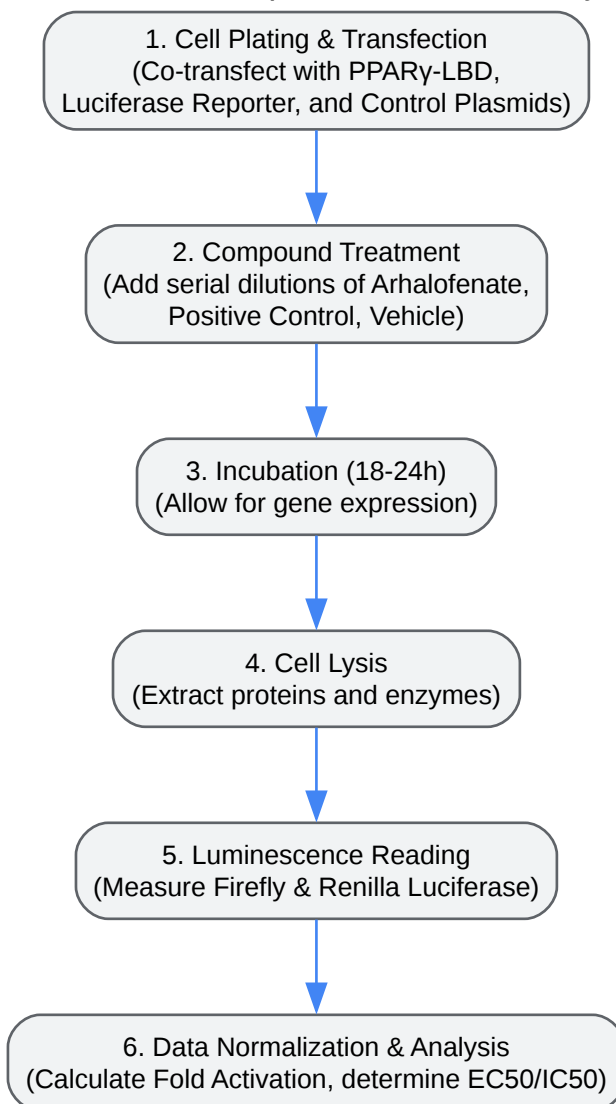 1. Cell Plating & Transfection
(Co-transfect with PPARγ-LBD,
Luciferase Reporter, and Control Plasmids)
2. Compound Treatment
(Add serial dilutions of Arhalofenate,
Positive Control, Vehicle)
3. Incubation (18-24h)
(Allow for gene expression)
4. Cell Lysis
(Extract proteins and enzymes)
5. Luminescence Reading
(Measure Firefly & Renilla Luciferase)
6. Data Normalization & Analysis
(Calculate Fold Activation, determine EC50/IC50)